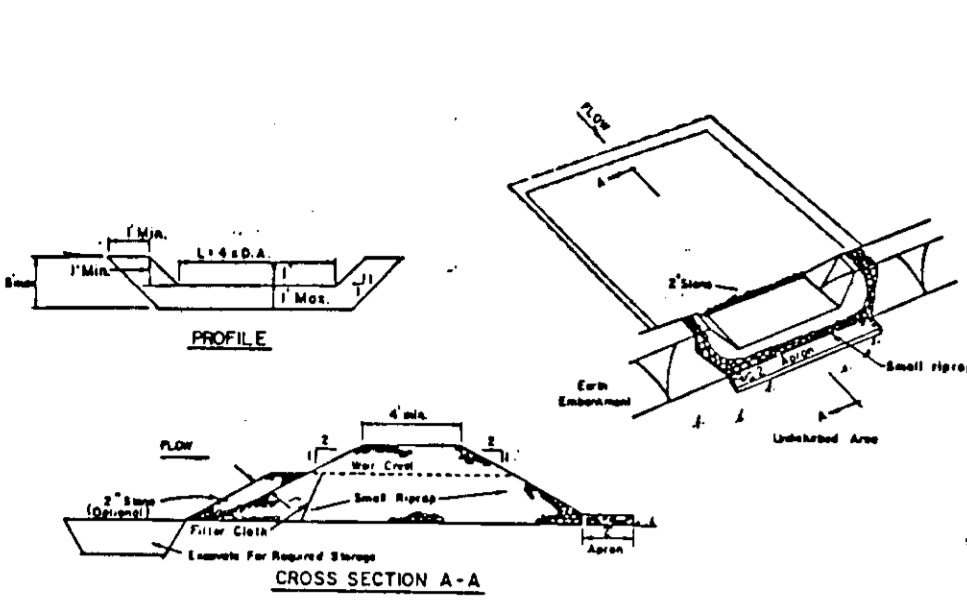 1' Min.
L = 4 x D.A.
1' Min.
1'
1' Max.
1
1
PROFILE
FLOW
A
2" Stone
Apron
Small riprap
Earth
Embankment
A
Undisturbed Area
4' min.
2
1
2
1
FLOW
Weir Crest
2" Stone
(Optional)
Small Riprap
Filter Cloth
Excavate For Required Storage
Apron
CROSS SECTION A-A